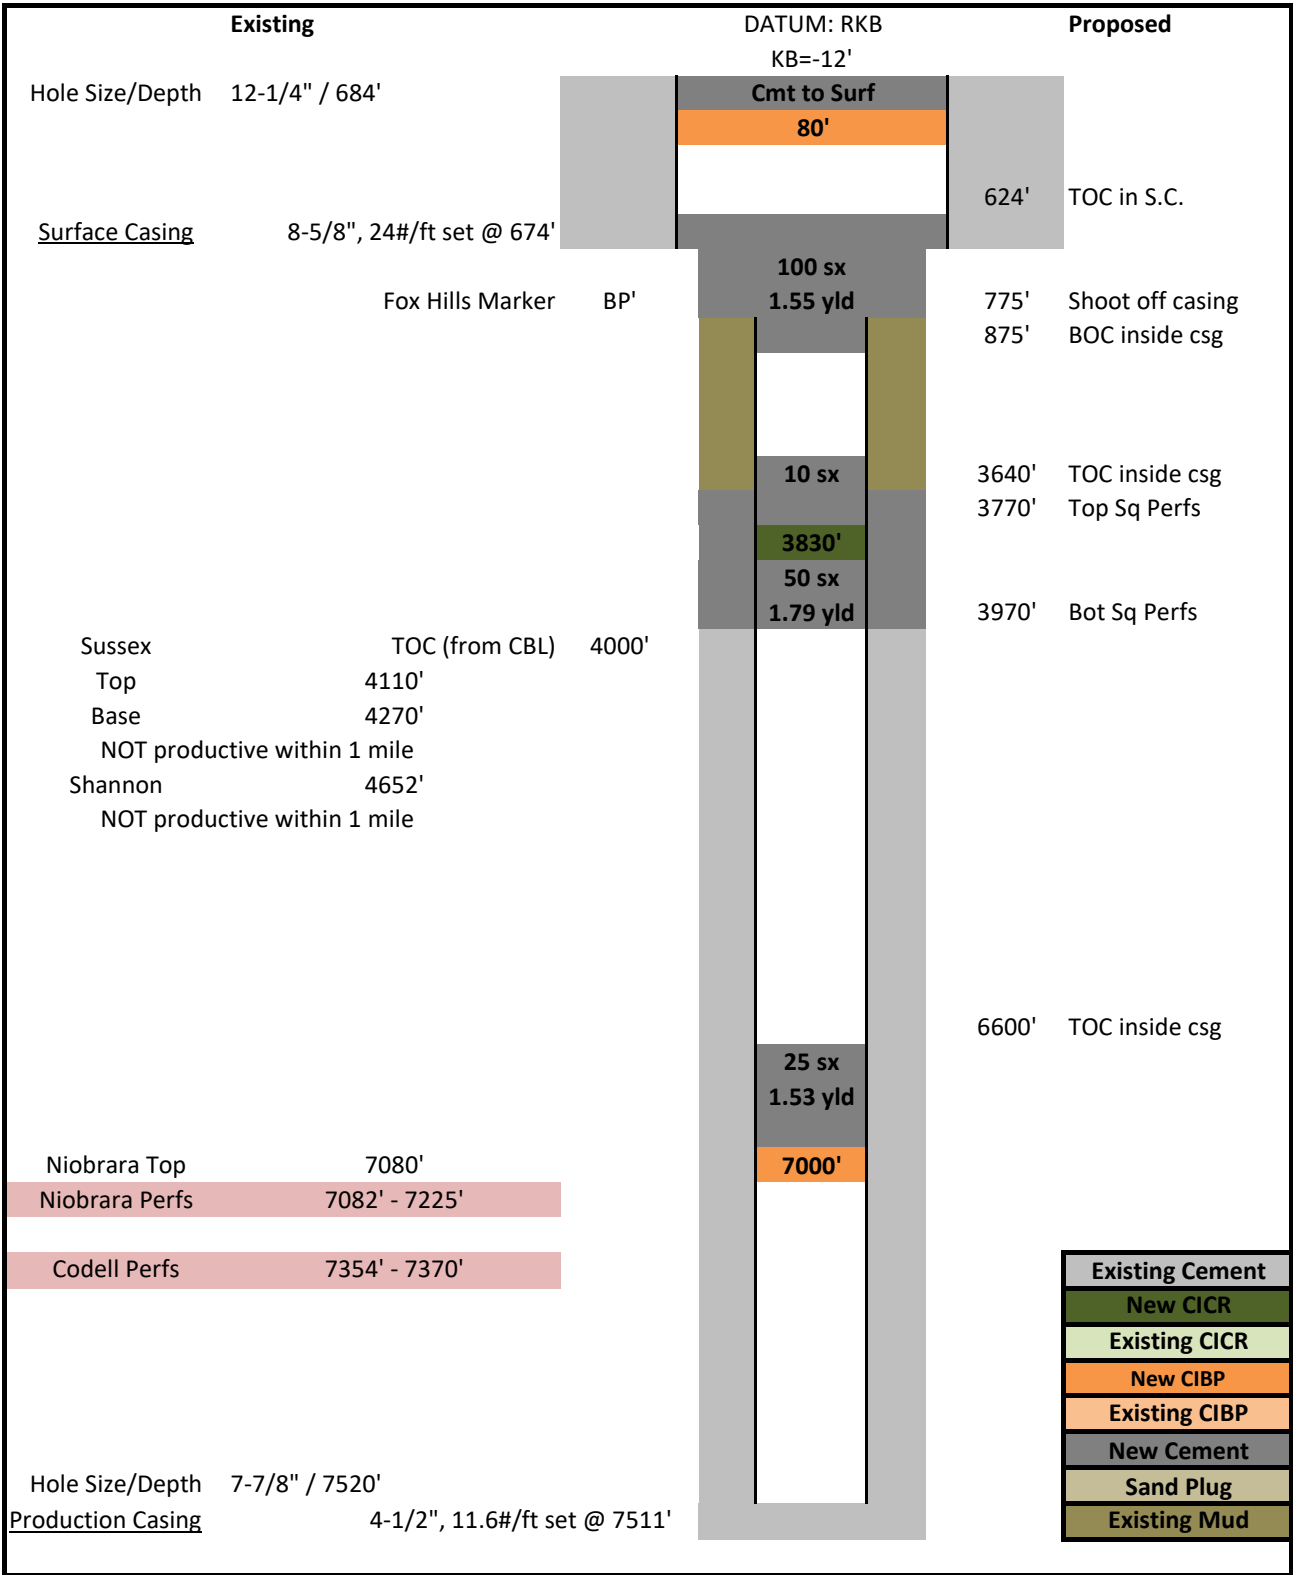 Existing DATUM: RKB Proposed
KB=-12'
Hole Size/Depth 12-1/4" / 684' Cmt to Surf
80'
624' TOC in S.C.
Surface Casing 8-5/8", 24#/ft set @ 674'
100 sx
Fox Hills Marker BP' 1.55 yld 775' Shoot off casing
875' BOC inside csg
10 sx 3640' TOC inside csg
3770' Top Sq Perfs
3830'
50 sx
1.79 yld 3970' Bot Sq Perfs
Sussex TOC (from CBL) 4000'
Top 4110'
Base 4270'
NOT productive within 1 mile
Shannon 4652'
NOT productive within 1 mile
6600' TOC inside csg
25 sx
1.53 yld
Niobrara Top 7080' 7000'
Niobrara Perfs 7082' - 7225'
Codell Perfs 7354' - 7370' Existing Cement
New CICR
Existing CICR
New CIBP
Existing CIBP
New Cement
Hole Size/Depth 7-7/8" / 7520' Sand Plug
Production Casing 4-1/2", 11.6#/ft set @ 7511' Existing Mud